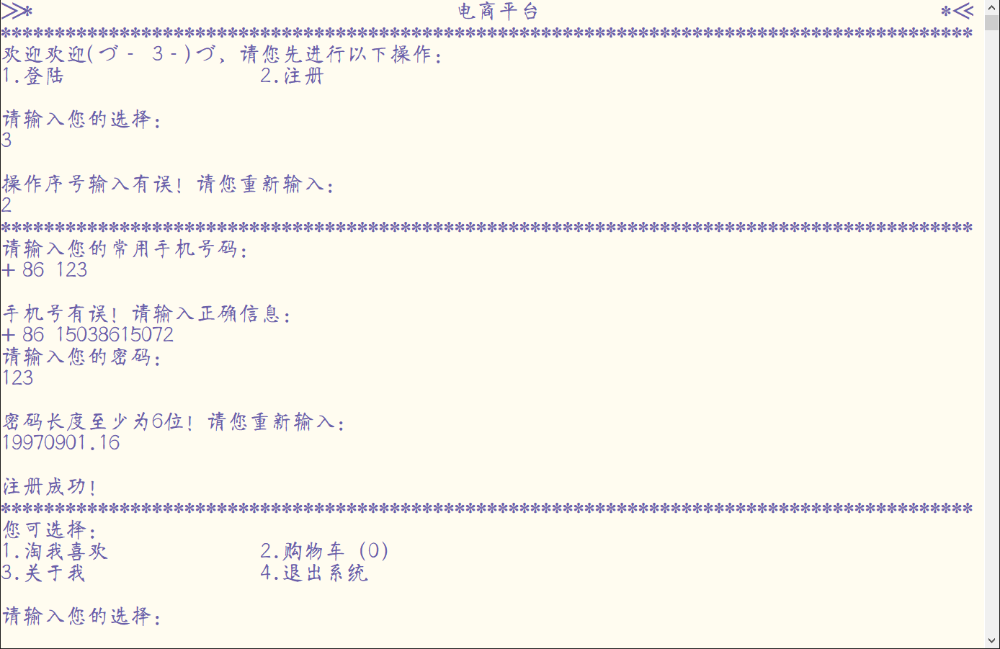 ≫* 电商平台 *≪
******************************************************************************************
欢迎欢迎(づ - 3 - )づ，请您先进行以下操作：
1.登陆 2.注册
请输入您的选择：
3
操作序号输入有误！请您重新输入：
2
******************************************************************************************
请输入您的常用手机号码：
+ 86 123
手机号有误！请输入正确信息：
+ 86 15038615072
请输入您的密码：
123
密码长度至少为6位！请您重新输入：
19970901.16
注册成功！
******************************************************************************************
您可选择：
1.淘我喜欢 2.购物车（0）
3.关于我 4.退出系统
请输入您的选择：